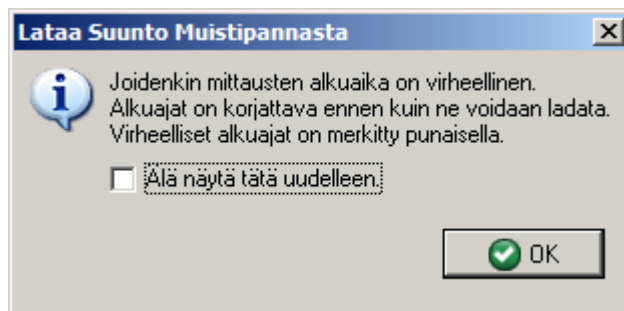 Lataa Suunto Muistipannasta
Joidenkin mittausten alkuaika on virheellinen.
Alkuajat on korjattava ennen kuin ne voidaan ladata.
Virheelliset alkuajat on merkitty punaisella.
Älä näytä tätä uudelleen.
OK